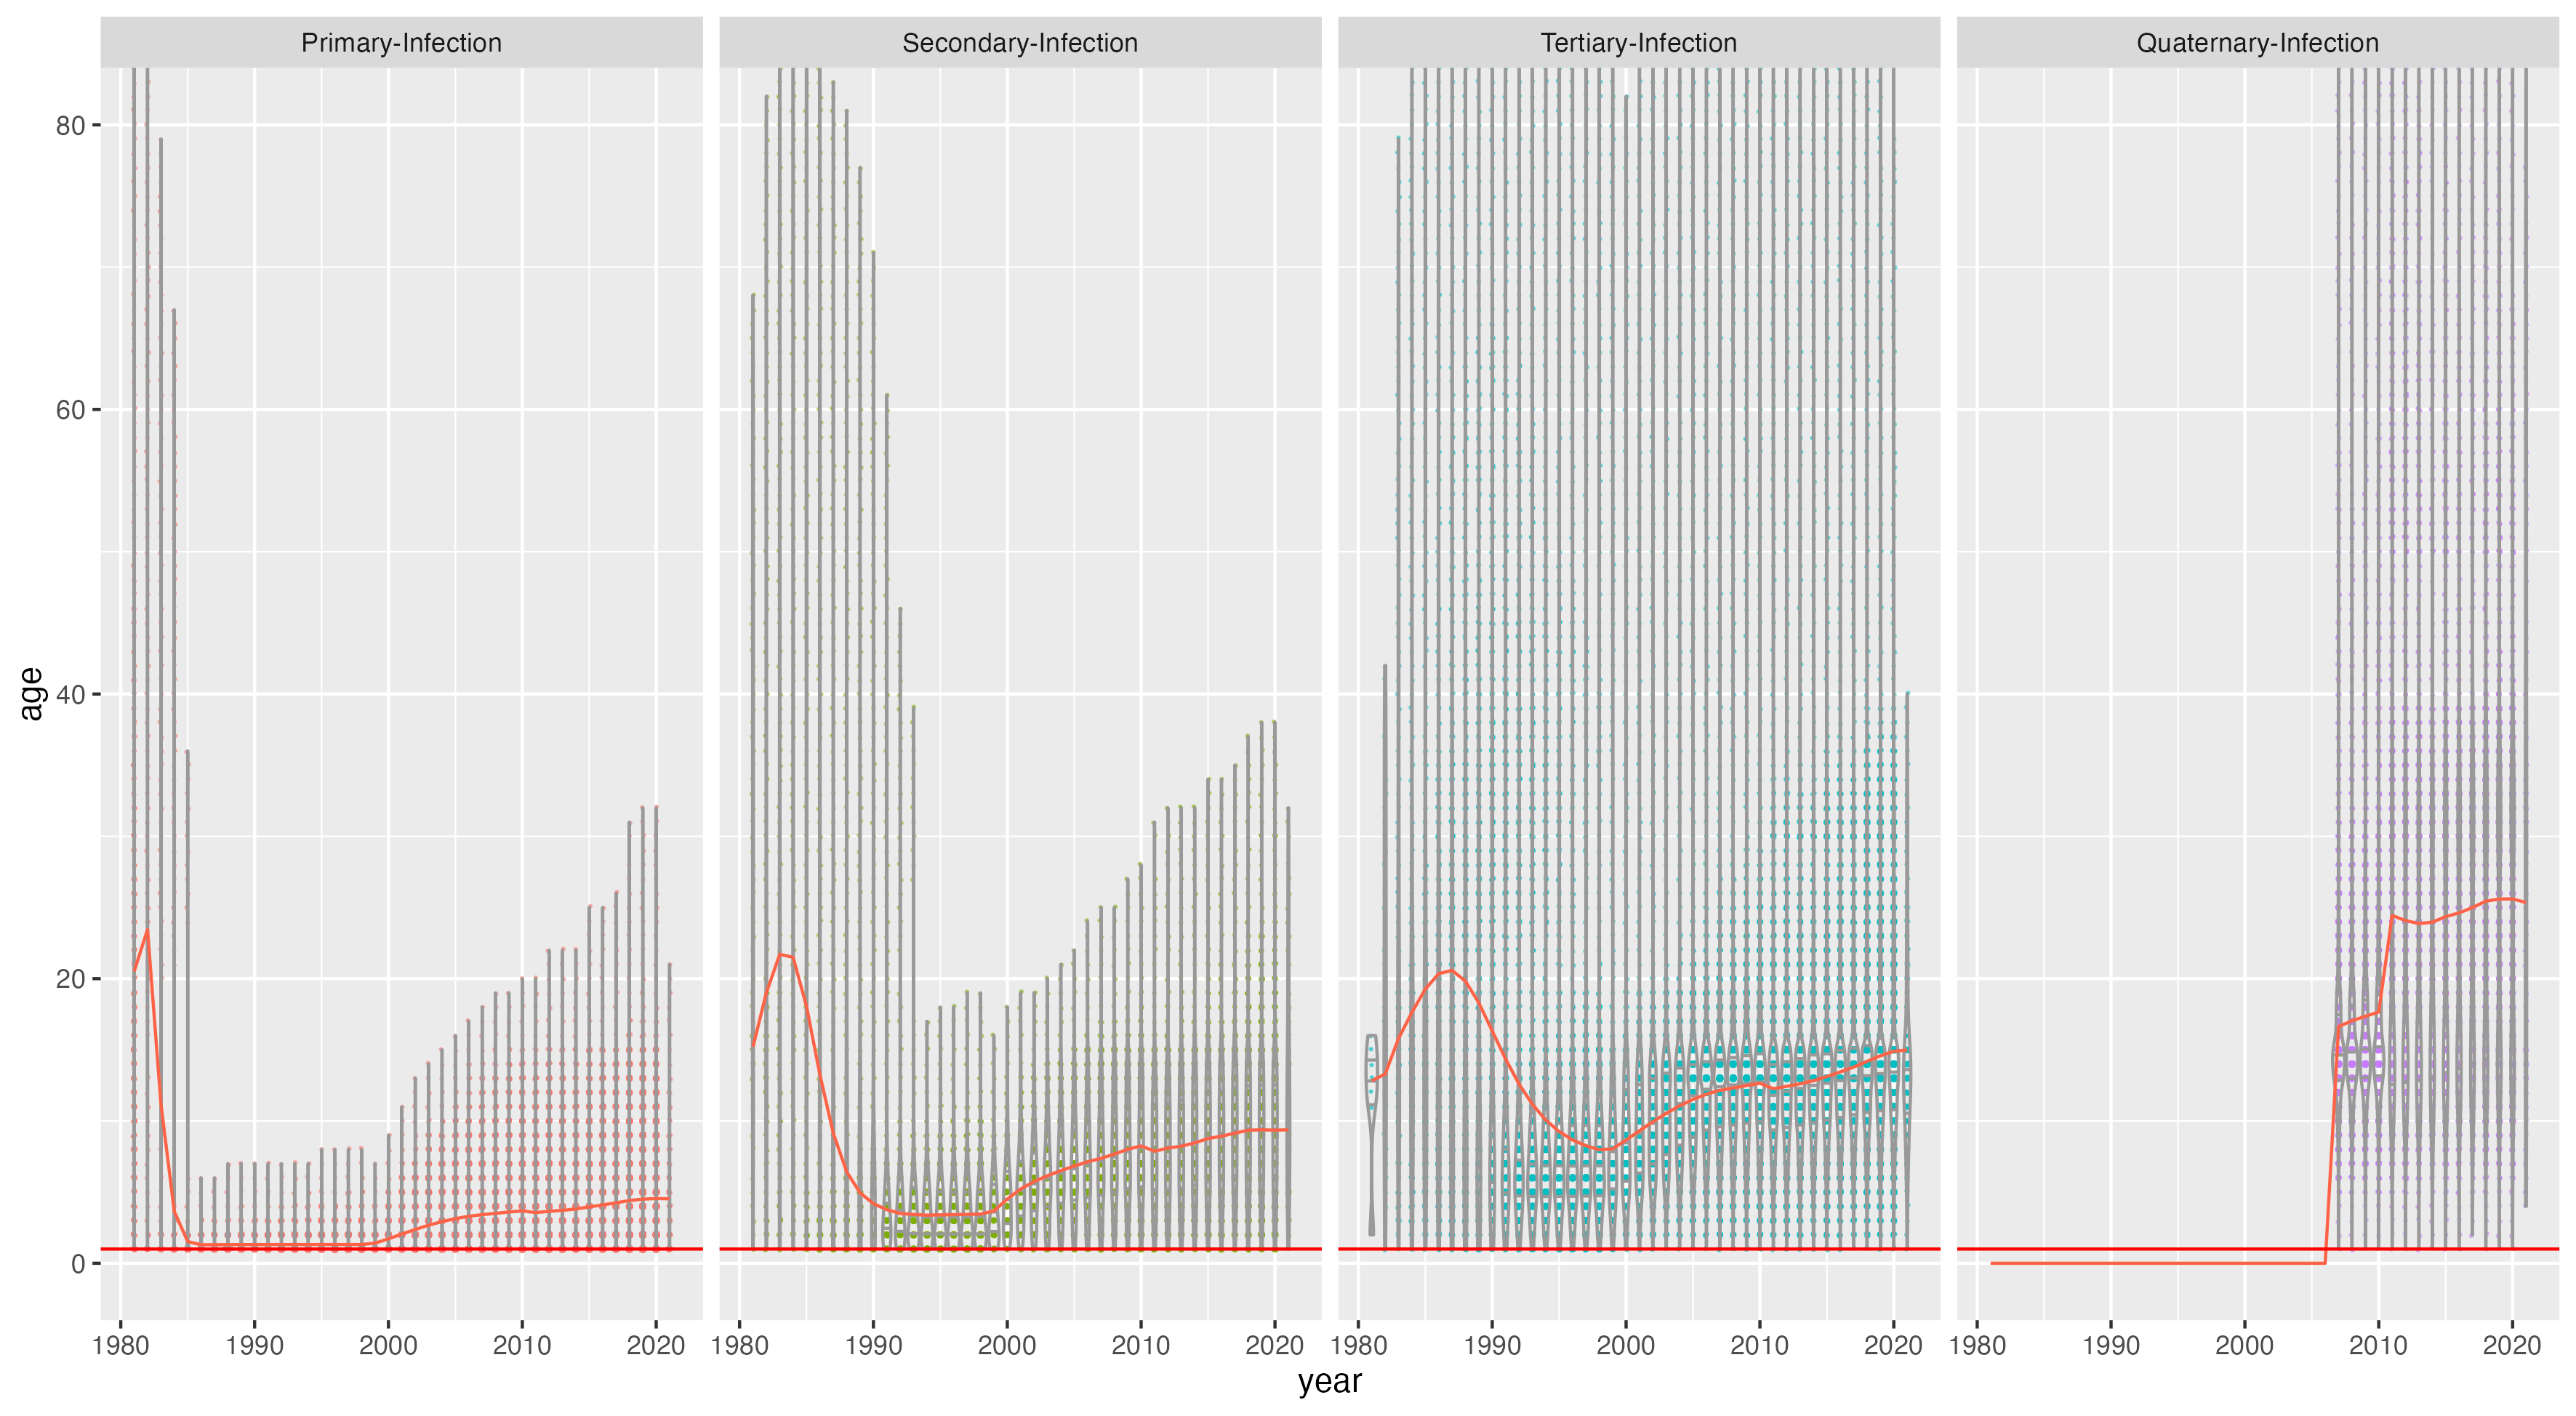 Primary-Infection Secondary-Infection Tertiary-Infection Quaternary-Infection
80
60
40
20
0
age
1980 1990 2000 2010 2020 1980 1990 2000 2010 2020 1980 1990 2000 2010 2020 1980 1990 2000 2010 2020
year